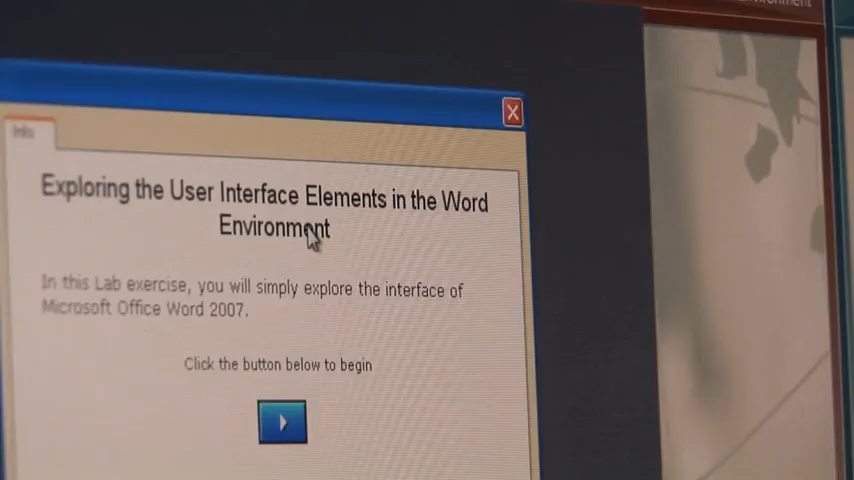 Info
Exploring the User Interface Elements in the Word
Environment
In this Lab exercise, you will simply explore the interface of
Microsoft Office Word 2007.
Click the button below to begin